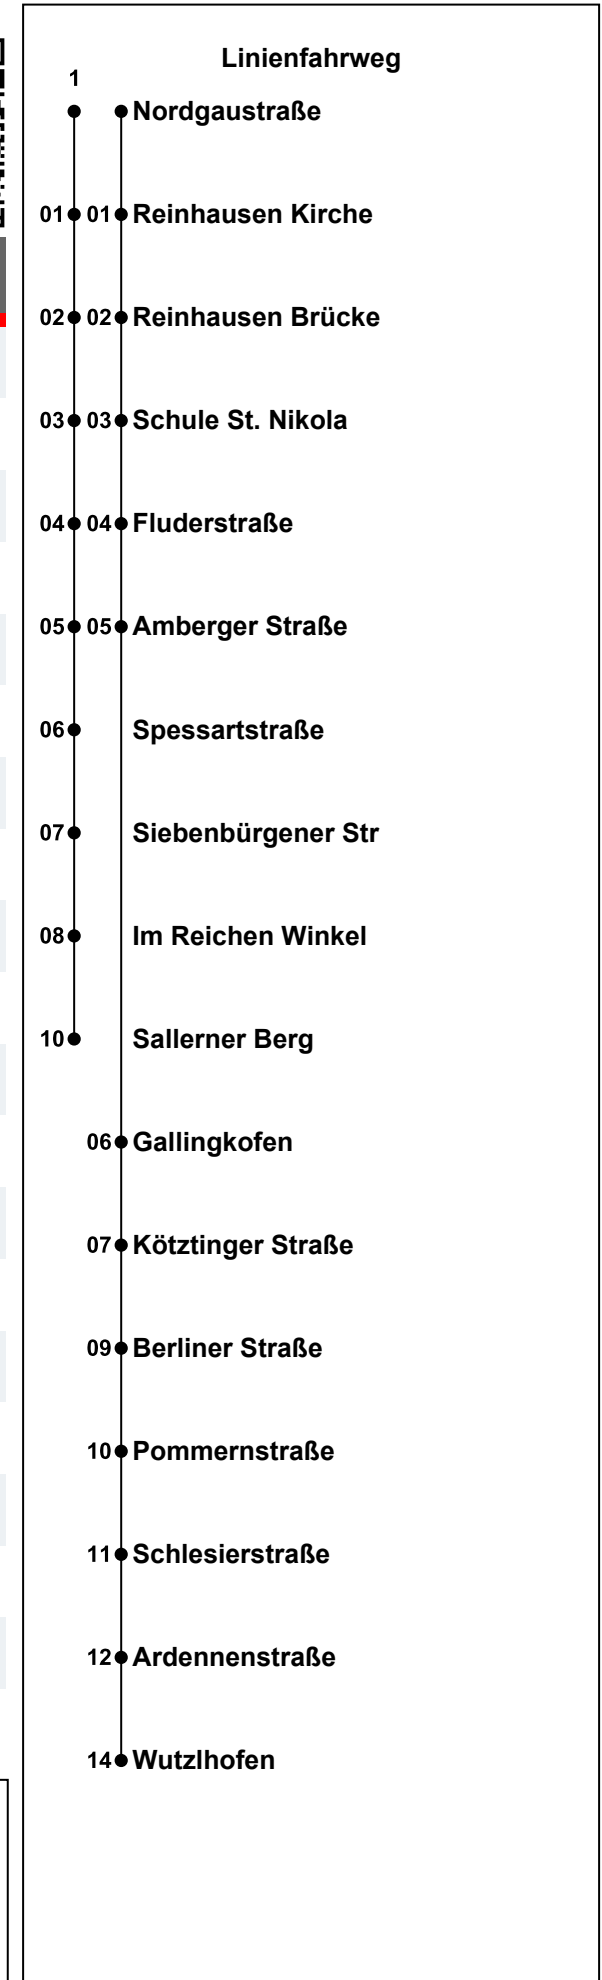 Linienfahrweg
1
Nordgaustraße
01 01 Reinhausen Kirche
02 02 Reinhausen Brücke
03 03 Schule St. Nikola
04 04 Fluderstraße
05 05 Amberger Straße
06 Spessartstraße
07 Siebenbürgener Str
08 Im Reichen Winkel
10 Sallerner Berg
06 Gallingkofen
07 Kötztinger Straße
09 Berliner Straße
10 Pommernstraße
11 Schlesierstraße
12 Ardennenstraße
14 Wutzlhofen